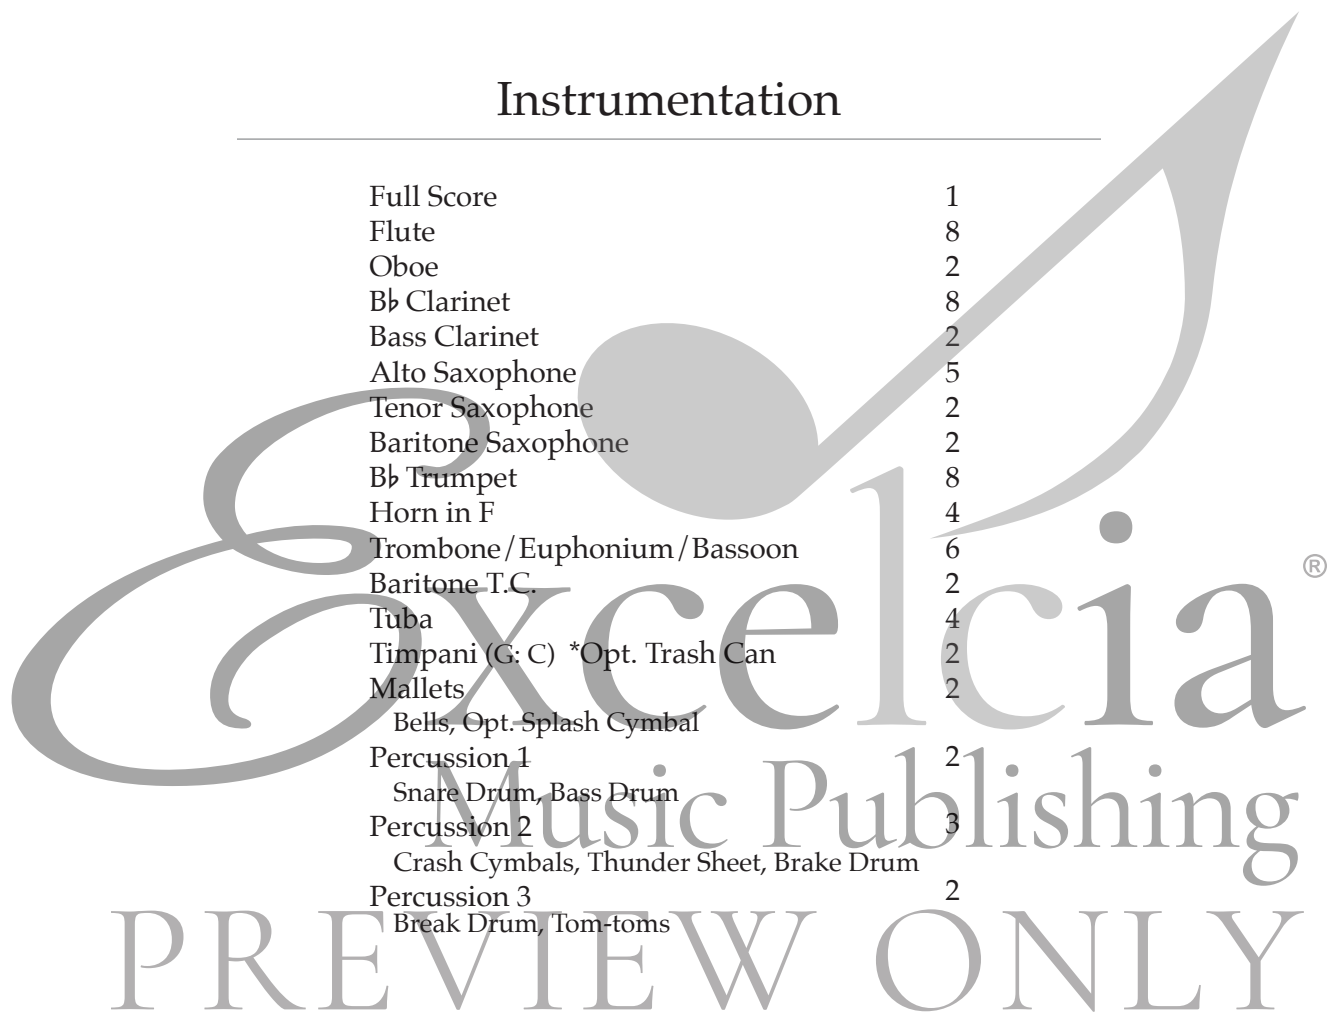 Instrumentation
Full Score 1
Flute 8
Oboe 2
B♭ Clarinet 8
Bass Clarinet 2
Alto Saxophone 5
Tenor Saxophone 2
Baritone Saxophone 2
B♭ Trumpet 8
Horn in F 4
Trombone/Euphonium/Bassoon 6
Baritone T.C. 2
Tuba 4
Timpani (G: C) *Opt. Trash Can 2
Mallets 2
Bells, Opt. Splash Cymbal
Percussion 1 2
Snare Drum, Bass Drum
Percussion 2 3
Crash Cymbals, Thunder Sheet, Brake Drum
Percussion 3 2
Break Drum, Tom-toms
Excelcia®
Music Publishing
PREVIEW ONLY